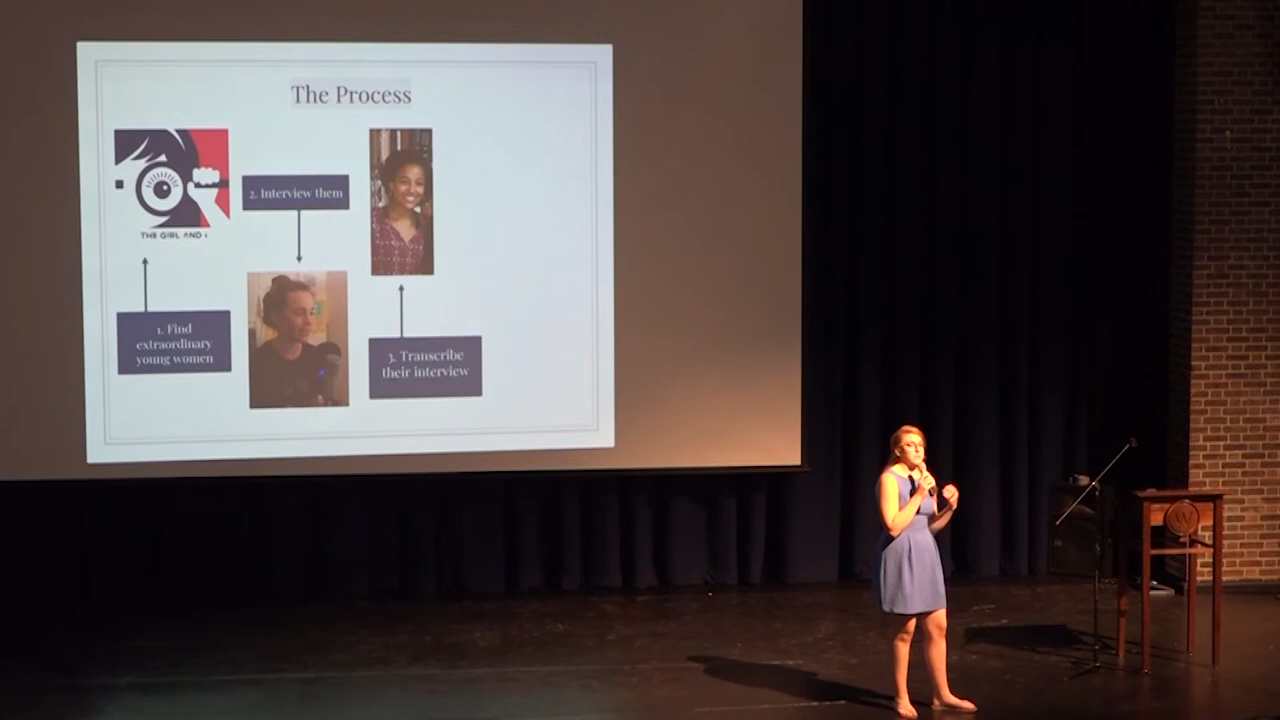 The Process
THE GIRL AND I
1. Find
extraordinary
young women
2. Interview them
3. Transcribe
their interview
W